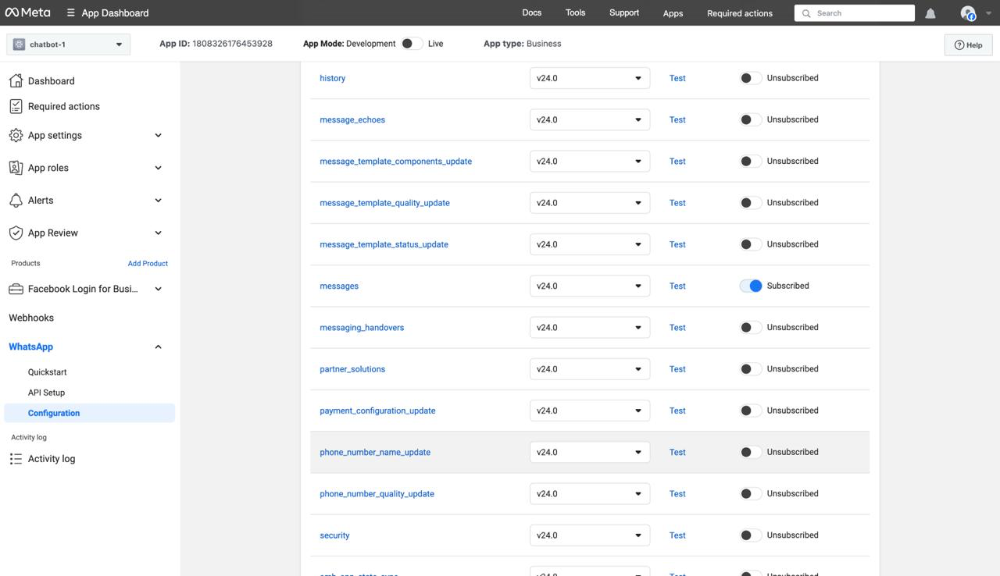 Meta
App Dashboard
Docs
Tools
Support
Apps
Required actions
Search
chatbot-1
App ID: 1808326176453928
App Mode: Development
Live
App type: Business
Help
Dashboard
Required actions
App settings
App roles
Alerts
App Review
Products
Add Product
Facebook Login for Busi...
Webhooks
WhatsApp
Quickstart
API Setup
Configuration
Activity log
Activity log
history v24.0 Test Unsubscribed
message_echoes v24.0 Test Unsubscribed
message_template_components_update v24.0 Test Unsubscribed
message_template_quality_update v24.0 Test Unsubscribed
message_template_status_update v24.0 Test Unsubscribed
messages v24.0 Test Subscribed
messaging_handovers v24.0 Test Unsubscribed
partner_solutions v24.0 Test Unsubscribed
payment_configuration_update v24.0 Test Unsubscribed
phone_number_name_update v24.0 Test Unsubscribed
phone_number_quality_update v24.0 Test Unsubscribed
security v24.0 Test Unsubscribed